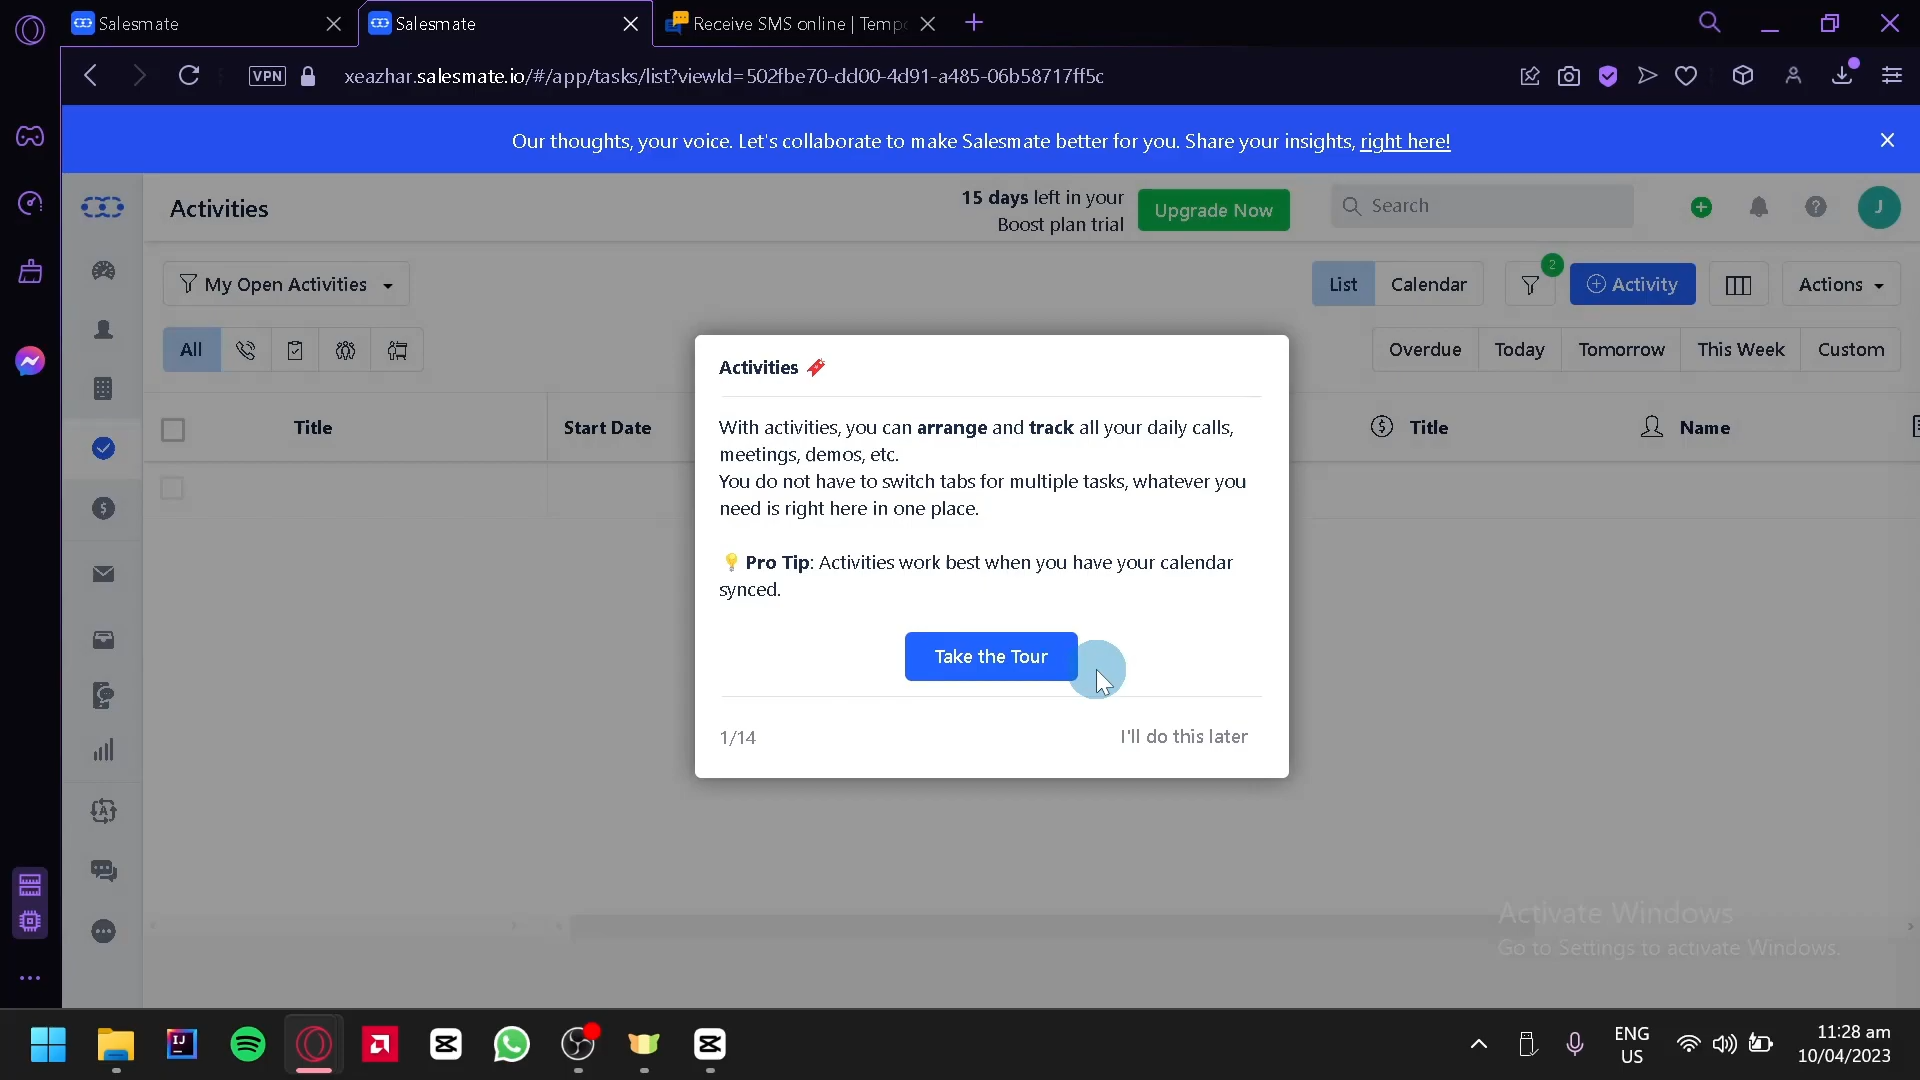 Salesmate
Salesmate
Receive SMS online | Tempo
VPN
xeazhar.salesmate.io/#/app/tasks/list?viewId=502fbe70-dd00-4d91-a485-06b58717ff5c
Our thoughts, your voice. Let's collaborate to make Salesmate better for you. Share your insights, right here!
Activities
15 days left in your
Boost plan trial
Upgrade Now
Search
J
My Open Activities
List
Calendar
2
Activity
Actions
All
Overdue
Today
Tomorrow
This Week
Custom
Title
Start Date
Title
Name
Activities
With activities, you can arrange and track all your daily calls,
meetings, demos, etc.
You do not have to switch tabs for multiple tasks, whatever you
need is right here in one place.
Pro Tip: Activities work best when you have your calendar
synced.
Take the Tour
1/14
I'll do this later
Activate Windows
Go to Settings to activate Windows.
IJ
ENG
US
11:28 am
10/04/2023